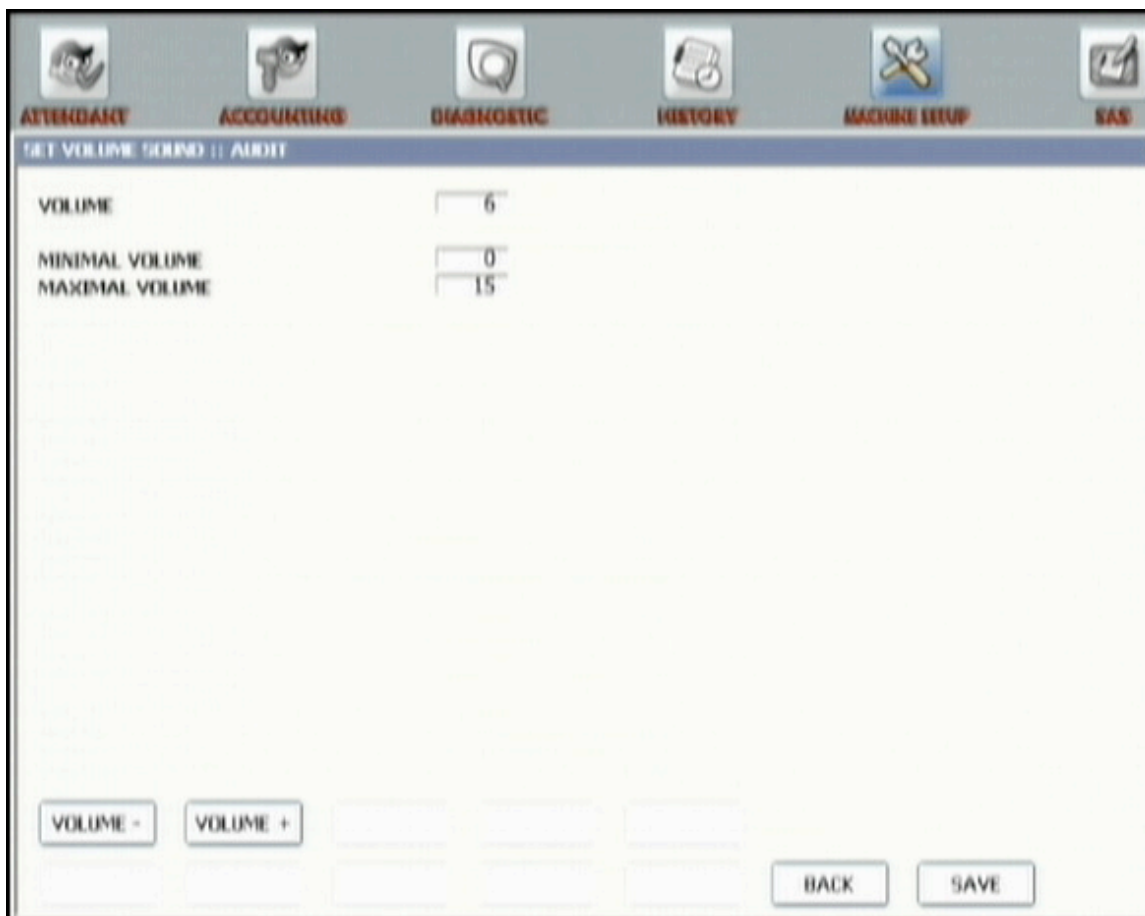 ATTENDANT ACCOUNTING DIAGNOSTIC HISTORY MACHINE SETUP SAS
SET VOLUME SOUND :: AUDIT
VOLUME 6
MINIMAL VOLUME 0
MAXIMAL VOLUME 15
VOLUME - VOLUME +
BACK SAVE